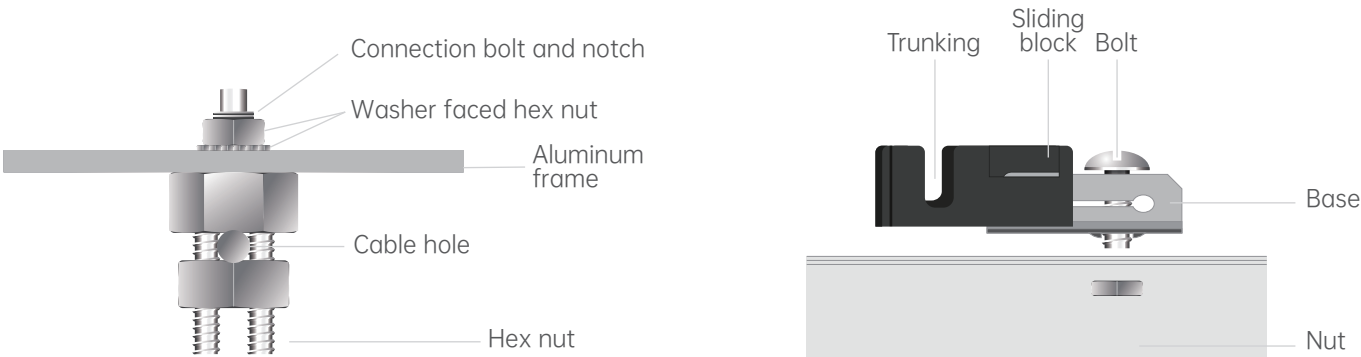 Connection bolt and notch
Washer faced hex nut
Aluminum
frame
Cable hole
Hex nut
Trunking
Sliding
block
Bolt
Base
Nut